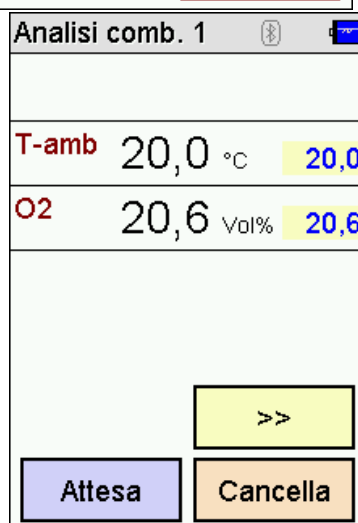 Analisi comb. 1
T-amb 20,0 °C 20,0
O2 20,6 Vol% 20,6
>>
Attesa Cancella